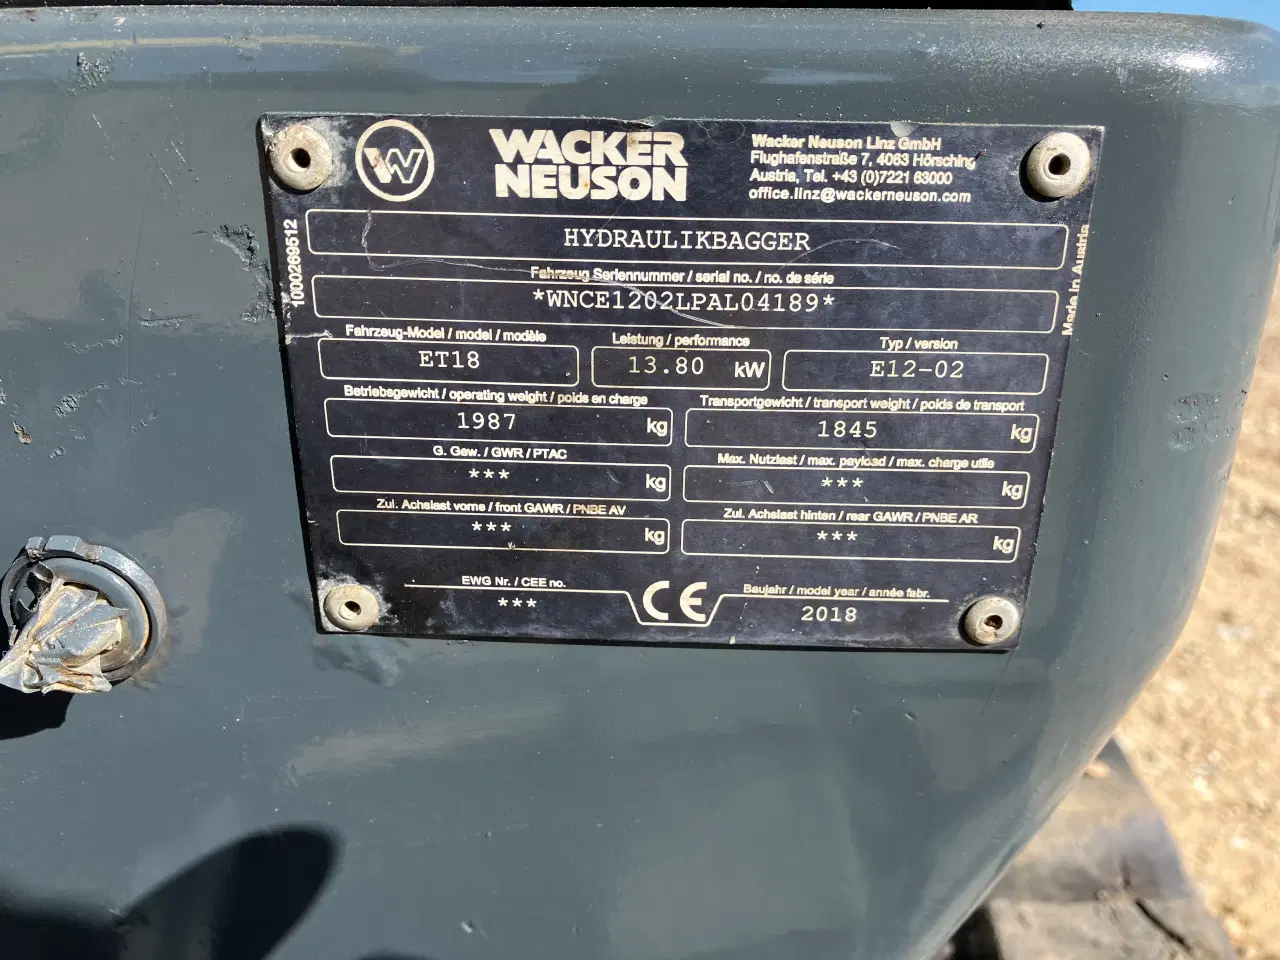 W
WACKER
NEUSON
Wacker Neuson Linz GmbH
Flughafenstraße 7, 4063 Hörsching
Austria, Tel. +43 (0)7221 63000
office.linz@wackerneuson.com
1000269512
HYDRAULIKBAGGER
Made in Austria
Fahrzeug Seriennummer / serial no. / no. de série
*WNCE1202LPAL04189*
Fahrzeug-Model / model / modèle
ET18
Leistung / performance
13.80 kW
Typ / version
E12-02
Betriebsgewicht / operating weight / poids en charge
1987 kg
Transportgewicht / transport weight / poids de transport
1845 kg
G. Gew. / GWR / PTAC
*** kg
Max. Nutzlast / max. payload / max. charge utile
*** kg
Zul. Achslast vorne / front GAWR / PNBE AV
*** kg
Zul. Achslast hinten / rear GAWR / PNBE AR
*** kg
EWG Nr. / CEE no.
***
CE
Baujahr / model year / année fabr.
2018